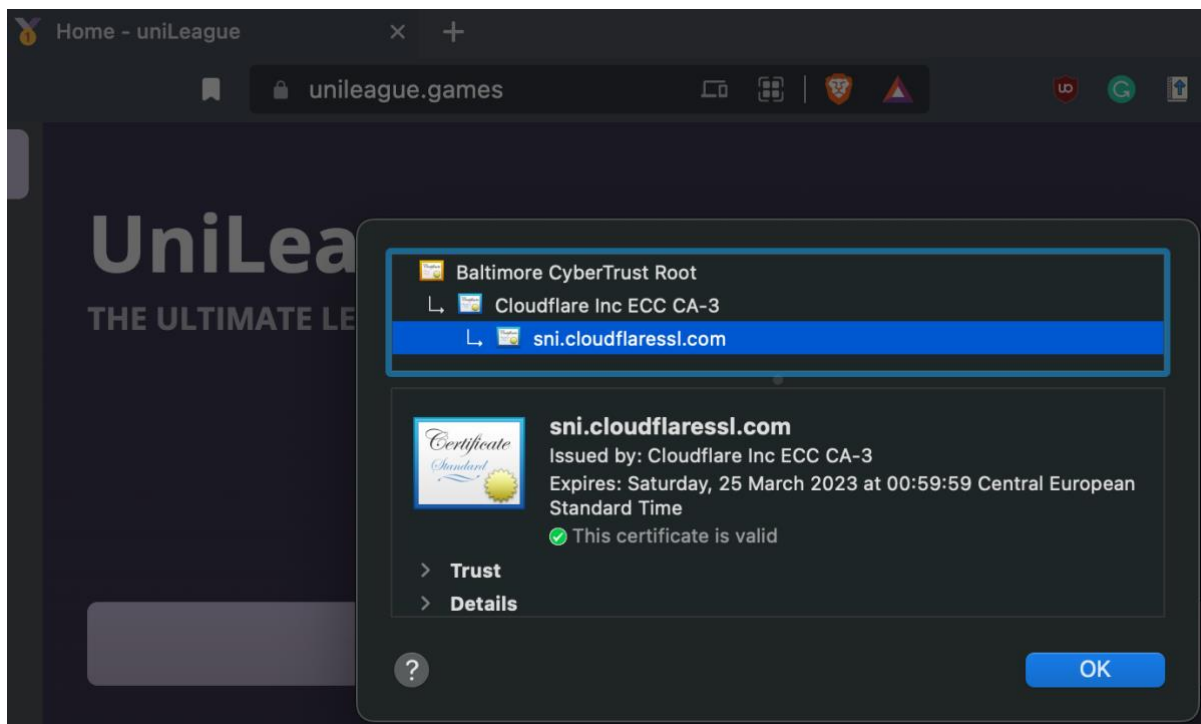 Home - uniLeague
unileague.games
UniLea
THE ULTIMATE LE
Baltimore CyberTrust Root
Cloudflare Inc ECC CA-3
sni.cloudflaressl.com
Certificate
Standard
sni.cloudflaressl.com
Issued by: Cloudflare Inc ECC CA-3
Expires: Saturday, 25 March 2023 at 00:59:59 Central European
Standard Time
This certificate is valid
Trust
Details
?
OK